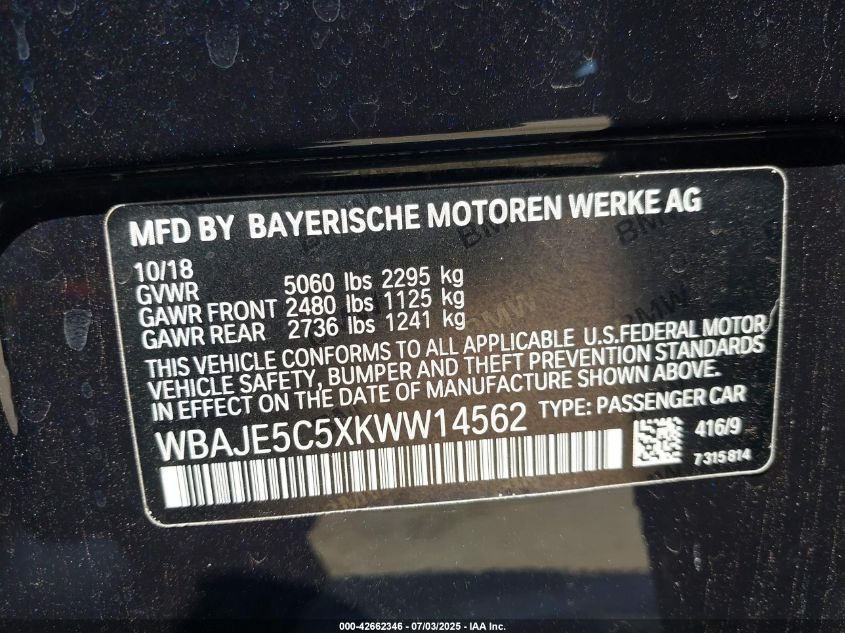 MFD BY BAYERISCHE MOTOREN WERKE AG
10/18
GVWR 5060 lbs 2295 kg
GAWR FRONT 2480 lbs 1125 kg
GAWR REAR 2736 lbs 1241 kg
THIS VEHICLE CONFORMS TO ALL APPLICABLE U.S.FEDERAL MOTOR
VEHICLE SAFETY, BUMPER AND THEFT PREVENTION STANDARDS
IN EFFECT ON THE DATE OF MANUFACTURE SHOWN ABOVE.
WBAJE5C5XKWW14562 TYPE: PASSENGER CAR
416/9
7315814
BMW
BMW
BMW
000-42662346 - 07/03/2025 - IAA Inc.